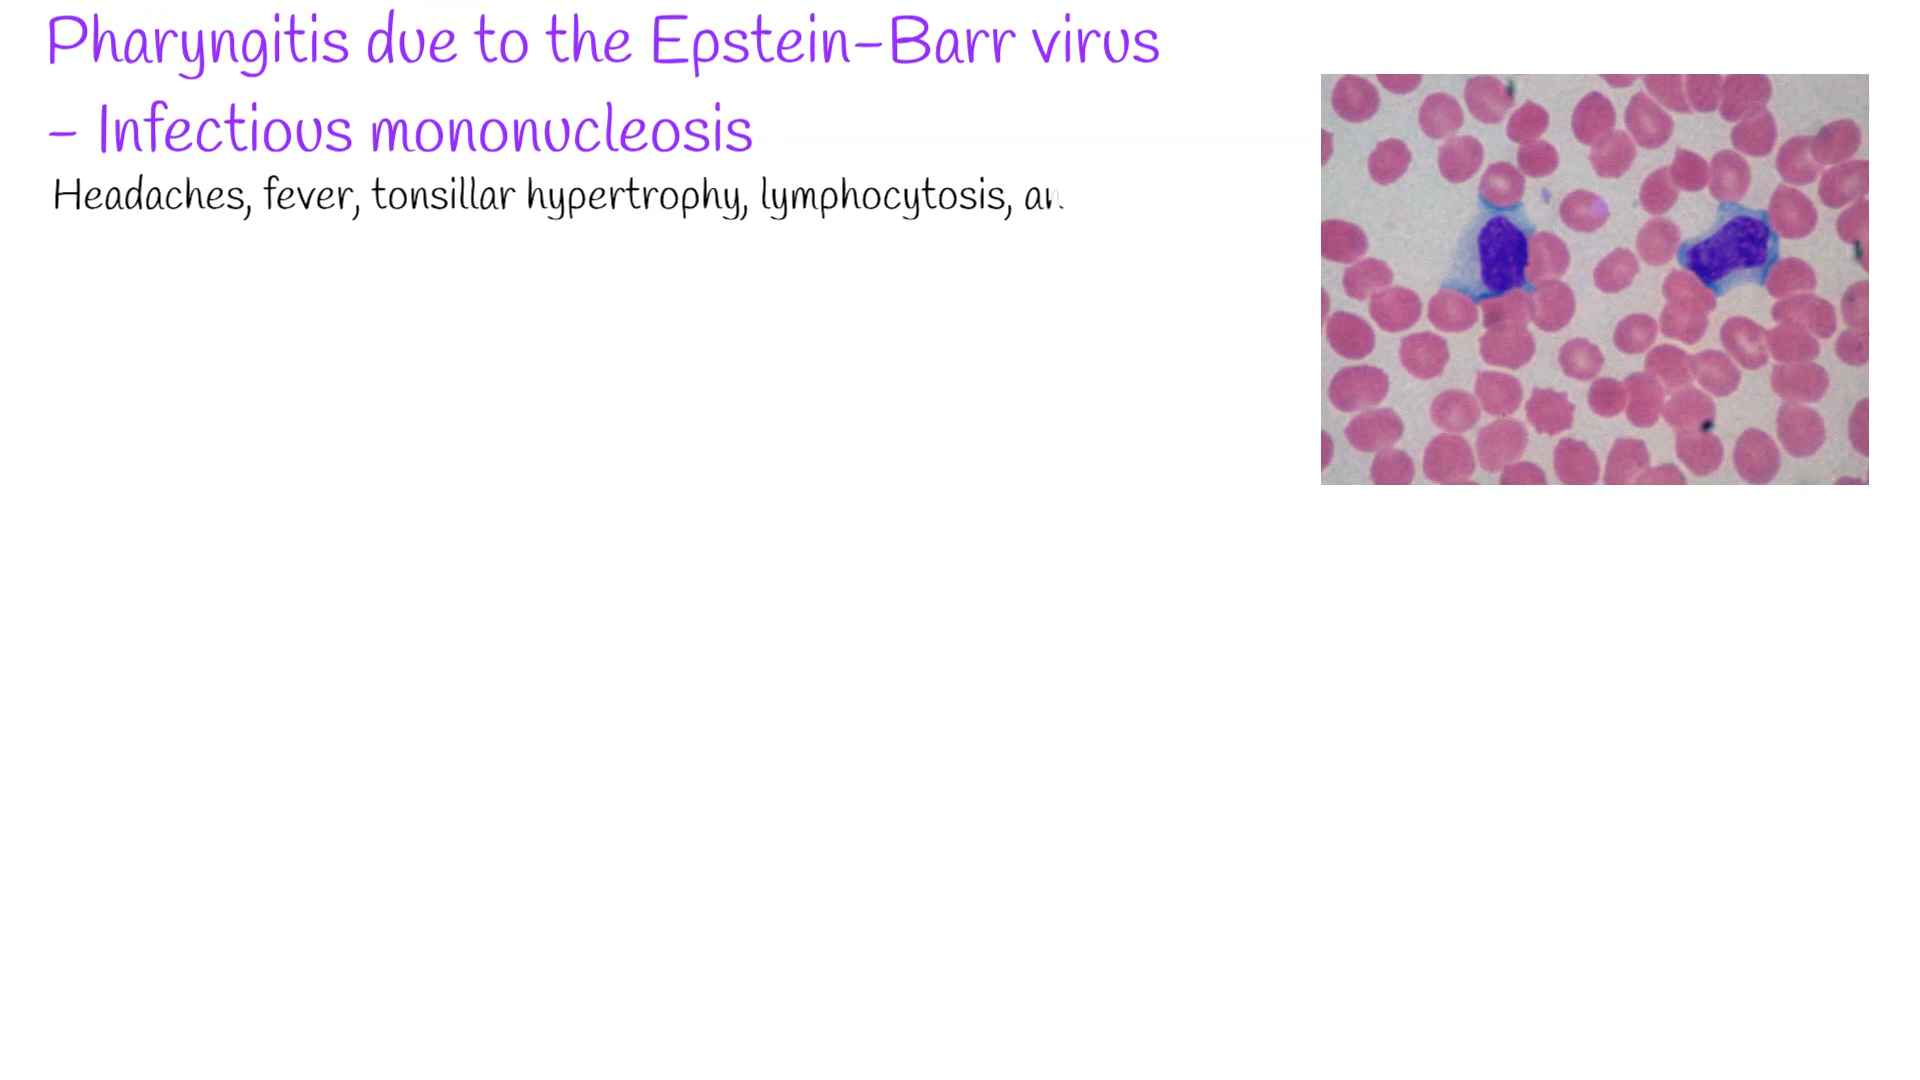 Pharyngitis due to the Epstein-Barr virus
- Infectious mononucleosis
Headaches, fever, tonsillar hypertrophy, lymphocytosis,